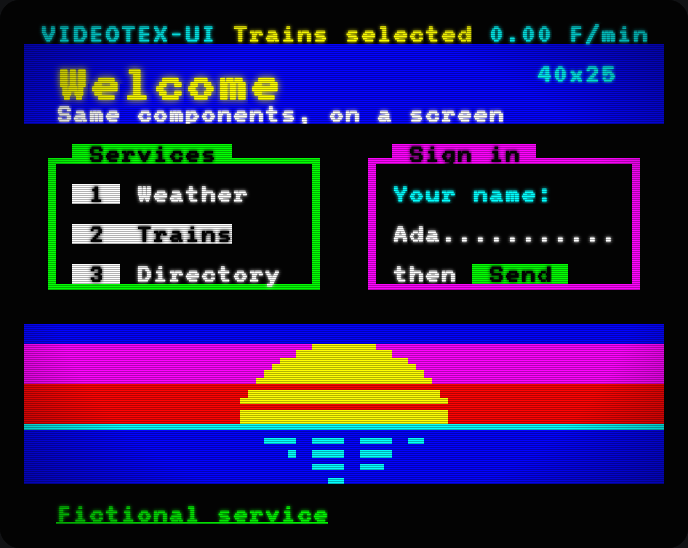 VIDEOTEX-UI Trains selected 0.00 F/min
Welcome
40x25
Same components, on a screen
Services
1 Weather
2 Trains
3 Directory
Sign in
Your name:
Ada...........
then Send
Fictional service